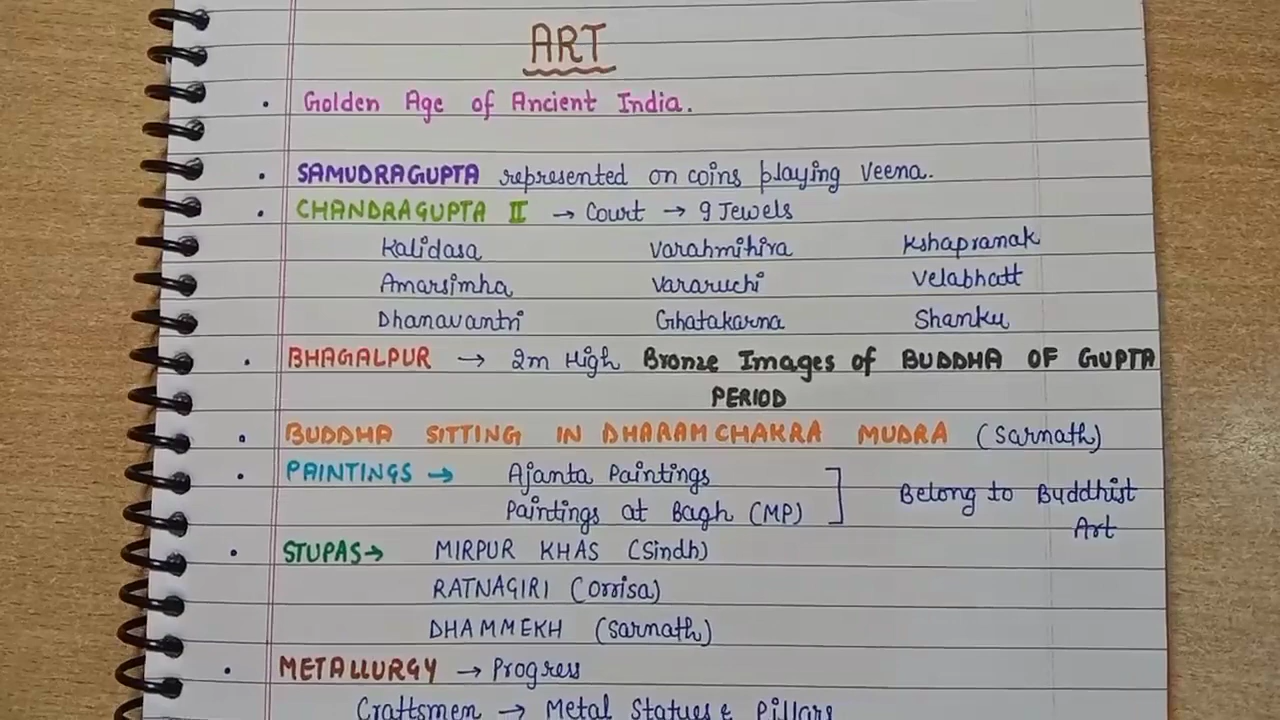 ART
• Golden Age of Ancient India.
• SAMUDRAGUPTA represented on coins playing Veena.
• CHANDRAGUPTA II → Court → 9 Jewels
Kalidasa Varahmihira Kshapranak
Amarsimha Vararuchi Velabhatt
Dhanavantri Ghatakarna Shanku
• BHAGALPUR → 2m High Bronze Images of BUDDHA OF GUPTA
PERIOD
• BUDDHA SITTING IN DHARAMCHAKRA MUDRA (Sarnath)
• PAINTINGS → Ajanta Paintings
Paintings at Bagh (MP) ] Belong to Buddhist
Art
• STUPAS → MIRPUR KHAS (Sindh)
RATNAGIRI (Orrisa)
DHAMMEKH (Sarnath)
• METALLURGY → Progress
Craftsmen → Metal Statues & Pillars